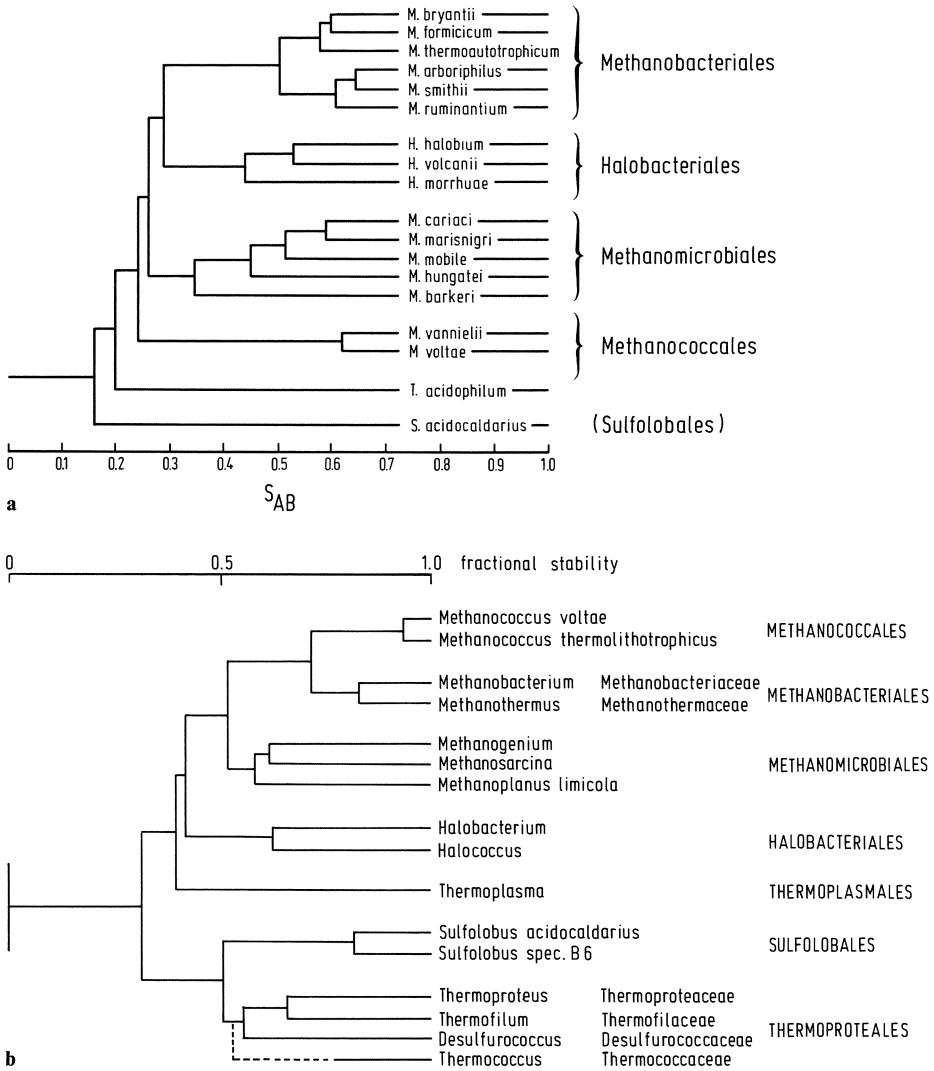 M. bryantii
M. formicicum
M. thermoautotrophicum
M. arboriphilus
M. smithii
M. ruminantium
Methanobacteriales
H. halobium
H. volcanii
H. morrhuae
Halobacteriales
M. cariaci
M. marisnigri
M. mobile
M. hungatei
M. barkeri
Methanomicrobiales
M. vannielii
M voltae
Methanococcales
T. acidophilum
S. acidocaldarius
(Sulfolobales)
0 0.1 0.2 0.3 0.4 0.5 0.6 0.7 0.8 0.9 1.0
SAB
a
0 0.5 1.0 fractional stability
Methanococcus voltae
Methanococcus thermolithotrophicus
METHANOCOCCALES
Methanobacterium Methanobacteriaceae
Methanothermus Methanothermaceae
METHANOBACTERIALES
Methanogenium
Methanosarcina
Methanoplanus limicola
METHANOMICROBIALES
Halobacterium
Halococcus
HALOBACTERIALES
Thermoplasma THERMOPLASMALES
Sulfolobus acidocaldarius
Sulfolobus spec. B6
SULFOLOBALES
Thermoproteus Thermoproteaceae
Thermofilum Thermofilaceae
Desulfurococcus Desulfurococcaceae
Thermococcus Thermococcaceae
THERMOPROTEALES
b